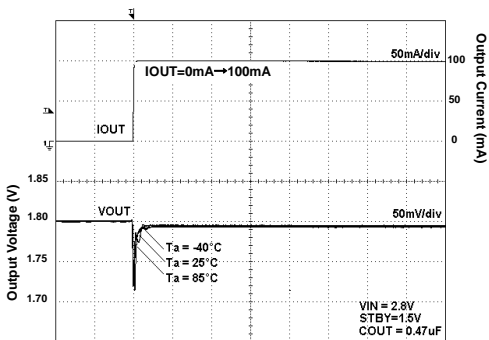 50mA/div
IOUT=0mA→100mA
IOUT
100
50
0
Output Current (mA)
1.85
1.80
1.75
1.70
Output Voltage (V)
VOUT
50mV/div
Ta = -40°C
Ta = 25°C
Ta = 85°C
VIN = 2.8V
STBY=1.5V
COUT = 0.47uF